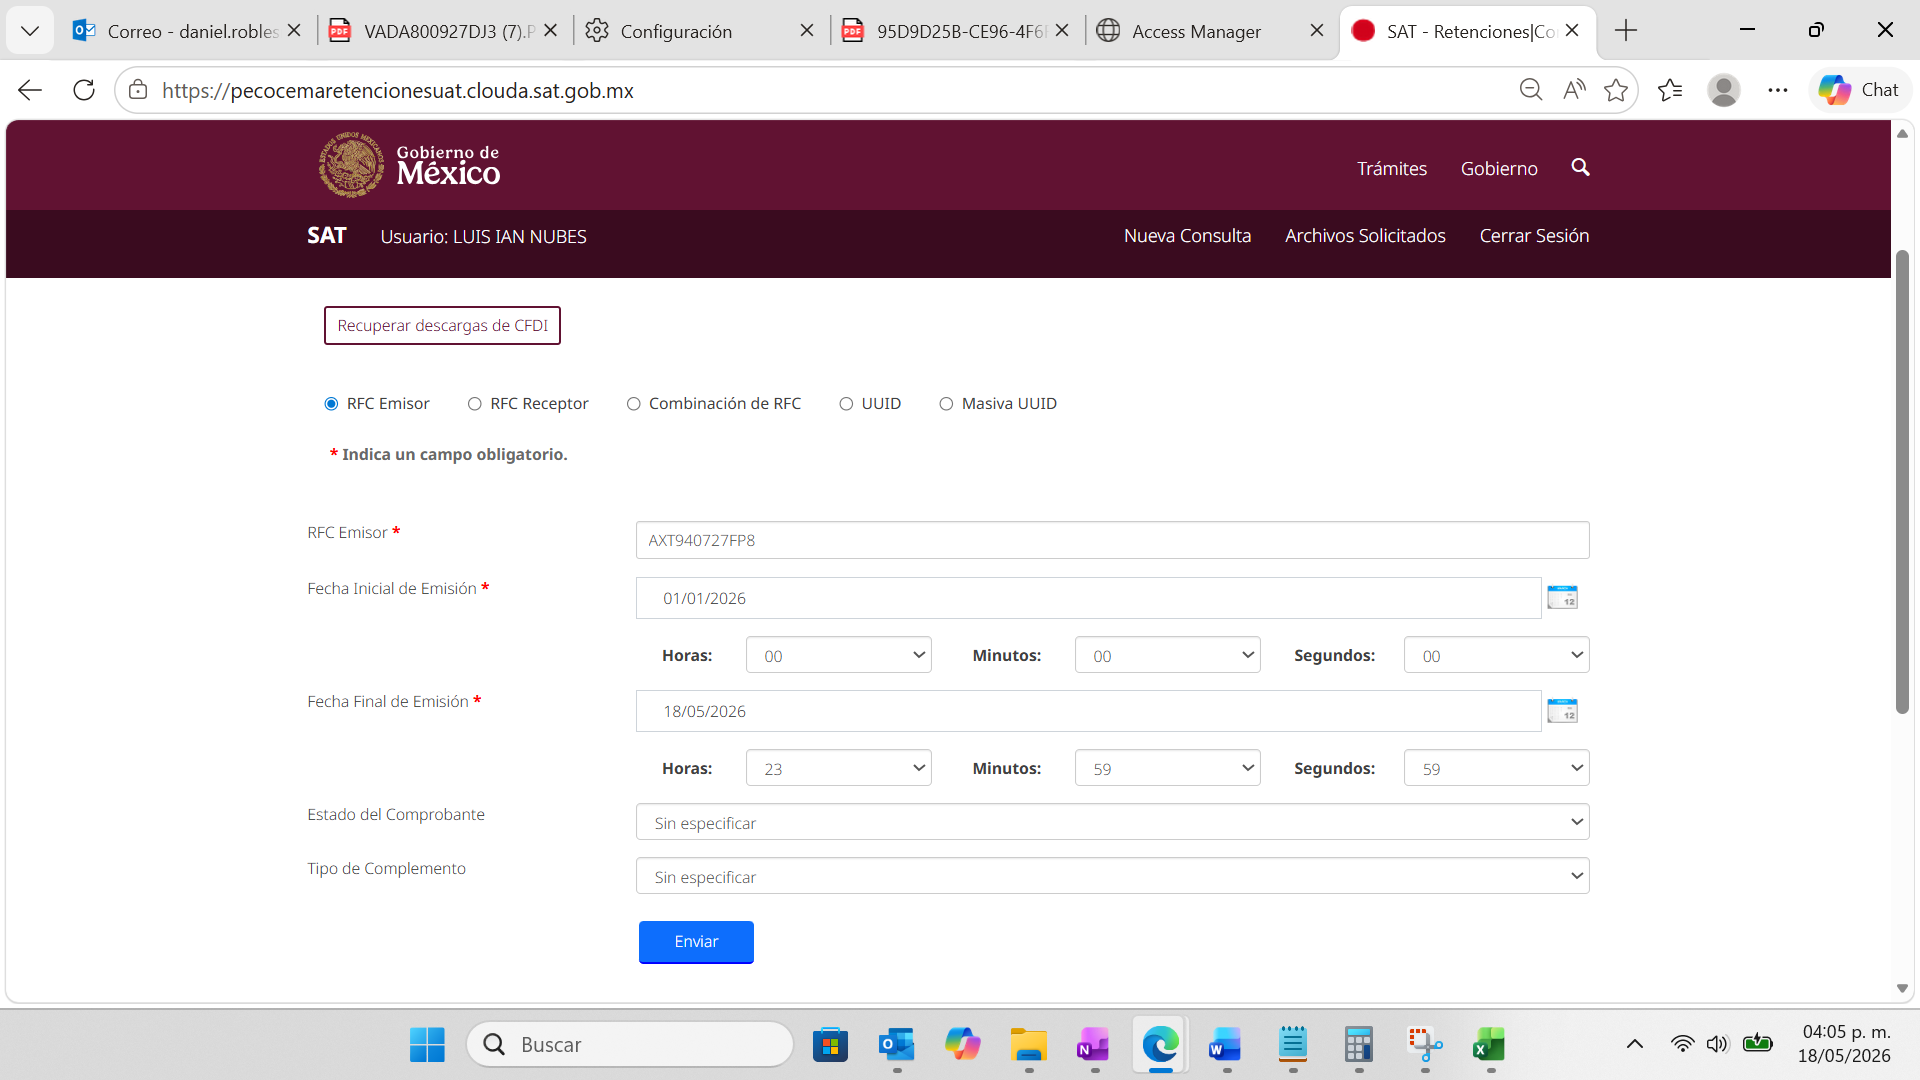 Correo - daniel.robles
VADA800927DJ3 (7).P
Configuración
95D9D25B-CE96-4F6
Access Manager
SAT - Retenciones|Co
https://pecocemaretencionesuat.clouda.sat.gob.mx
Chat
Gobierno de
México
Trámites
Gobierno
SAT
Usuario: LUIS IAN NUBES
Nueva Consulta
Archivos Solicitados
Cerrar Sesión
Recuperar descargas de CFDI
RFC Emisor
RFC Receptor
Combinación de RFC
UUID
Masiva UUID
* Indica un campo obligatorio.
RFC Emisor *
AXT940727FP8
Fecha Inicial de Emisión *
01/01/2026
Horas:
00
Minutos:
00
Segundos:
00
Fecha Final de Emisión *
18/05/2026
Horas:
23
Minutos:
59
Segundos:
59
Estado del Comprobante
Sin especificar
Tipo de Complemento
Sin especificar
Enviar
Buscar
04:05 p. m.
18/05/2026